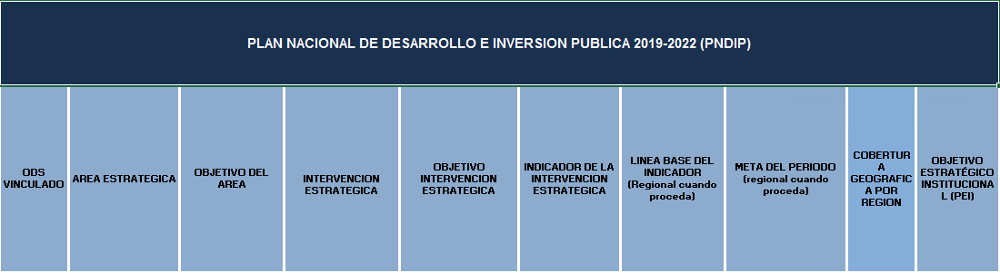 PLAN NACIONAL DE DESARROLLO E INVERSION PUBLICA 2019-2022 (PNDIP)
ODS
VINCULADO
AREA ESTRATEGICA
OBJETIVO DEL
AREA
INTERVENCION
ESTRATEGICA
OBJETIVO
INTERVENCION
ESTRATEGICA
INDICADOR DE LA
INTERVENCION
ESTRATEGICA
LINEA BASE DEL
INDICADOR
(Regional cuando
proceda)
META DEL PERIODO
(regional cuando
proceda)
COBERTUR
A
GEOGRAFIC
A POR
REGION
OBJETIVO
ESTRATÉGICO
INSTITUCIONA
L (PEI)